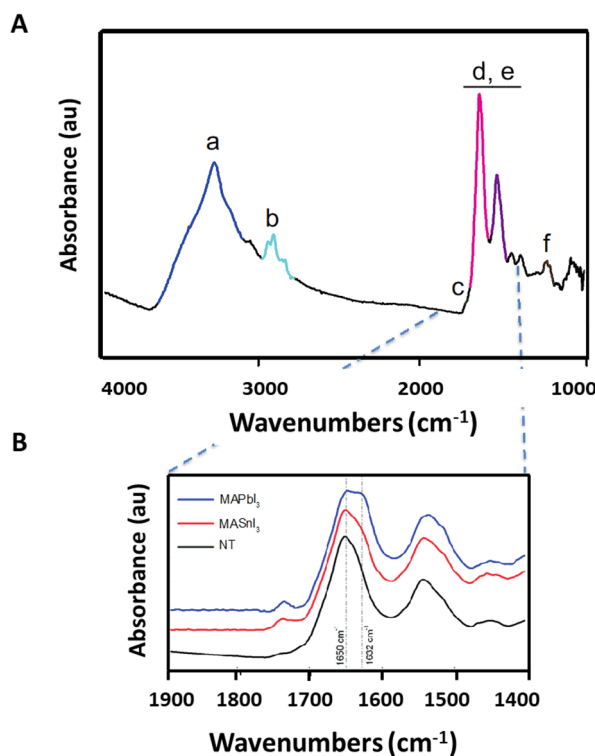 A
Absorbance (au)
a
b
c
d, e
f
4000 3000 2000 1000
Wavenumbers (cm⁻¹)
B
Absorbance (au)
MAPbI₃
MASnI₃
NT
1650 cm⁻¹
1632 cm⁻¹
1900 1800 1700 1600 1500 1400
Wavenumbers (cm⁻¹)